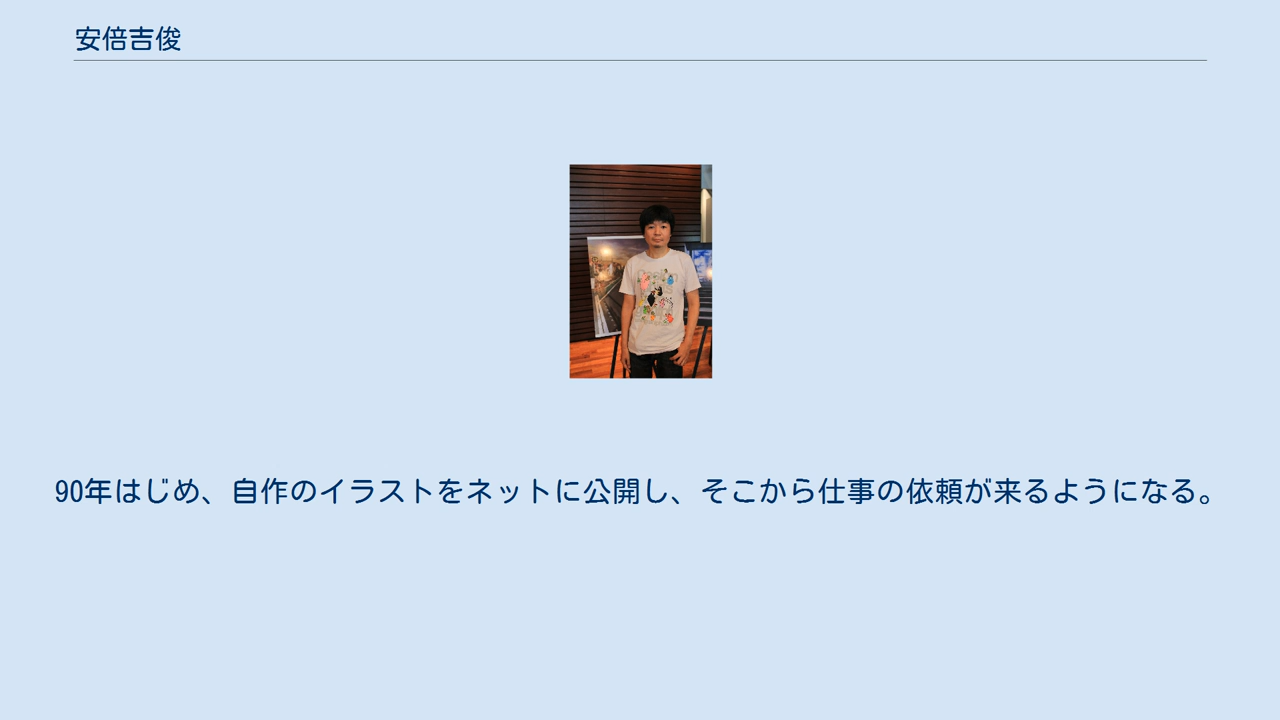 安倍吉俊
90年はじめ、自作のイラストをネットに公開し、そこから仕事の依頼が来るようになる。